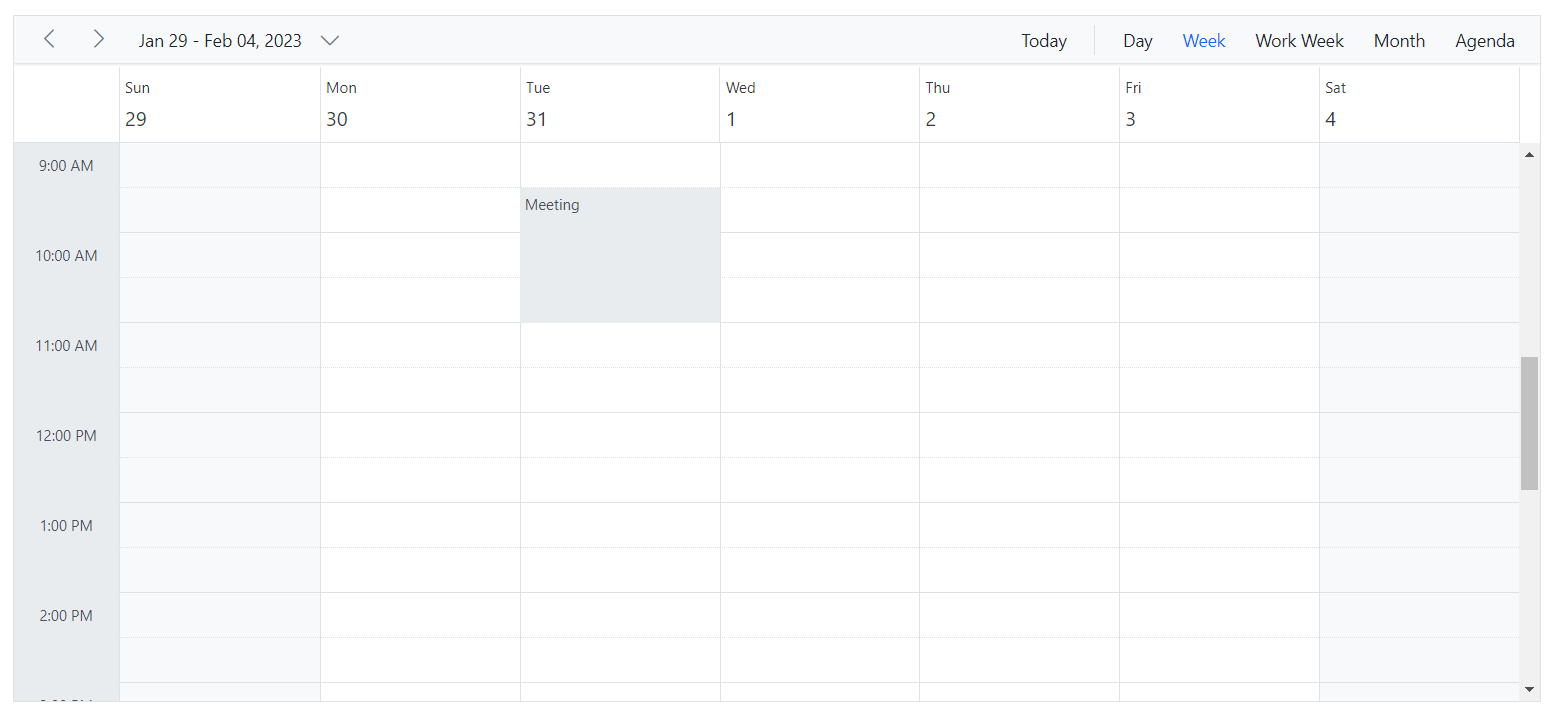 Jan 29 - Feb 04, 2023 Today Day Week Work Week Month Agenda
Sun Mon Tue Wed Thu Fri Sat
29 30 31 1 2 3 4
9:00 AM
Meeting
10:00 AM
11:00 AM
12:00 PM
1:00 PM
2:00 PM